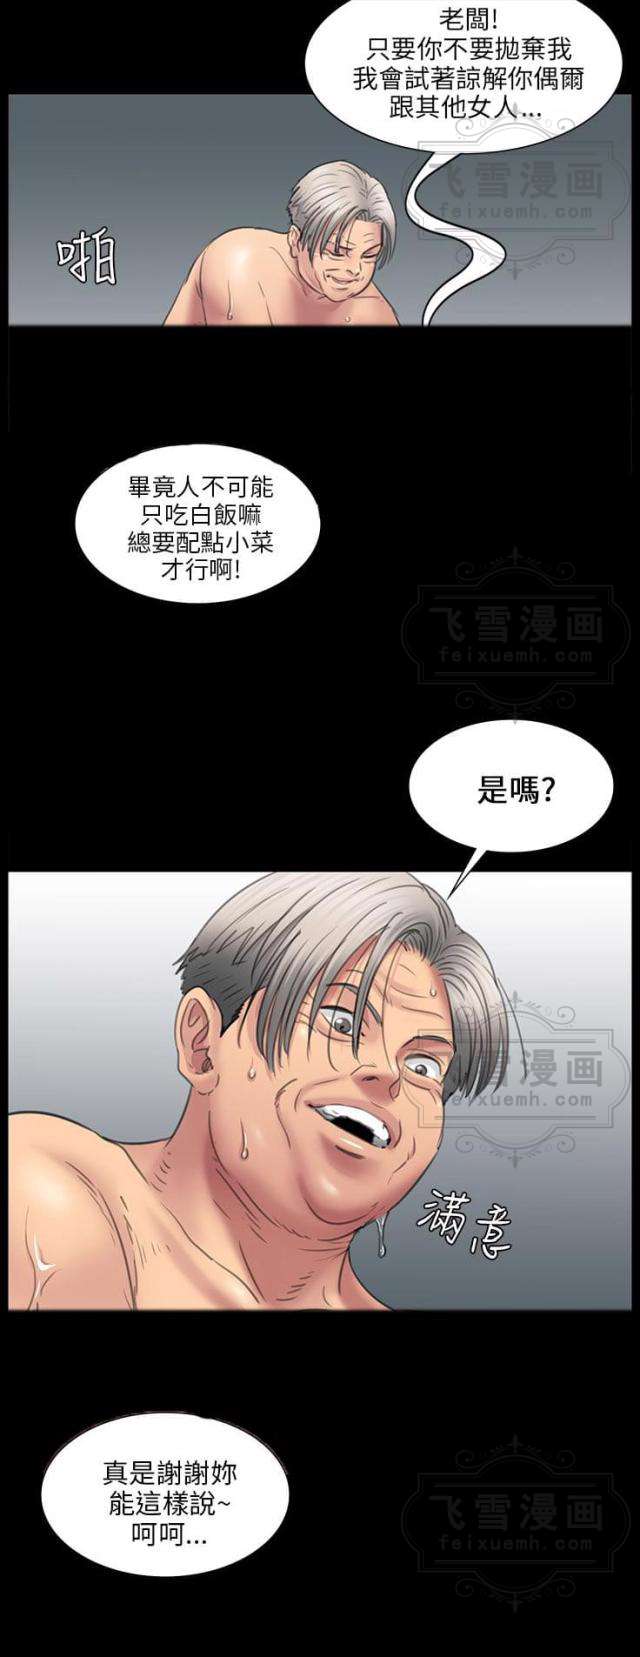 老闆!
只要你不要拋棄我
我會試著諒解你偶爾
跟其他女人...
飞雪漫画
feixuemh.com
啪
畢竟人不可能
只吃白飯嘛
總要配點小菜
才行啊!
飞雪漫画
feixuemh.com
是嗎?
飞雪漫画
feixuemh.com
滿意
真是謝謝妳
能這樣說~
呵呵...
飞雪漫画
feixuemh.com